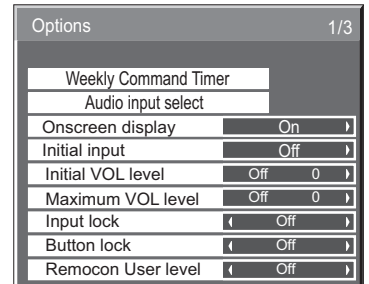 Options 1/3
Weekly Command Timer
Audio input select
Onscreen display On
Initial input Off
Initial VOL level Off 0
Maximum VOL level Off 0
Input lock Off
Button lock Off
Remocon User level Off